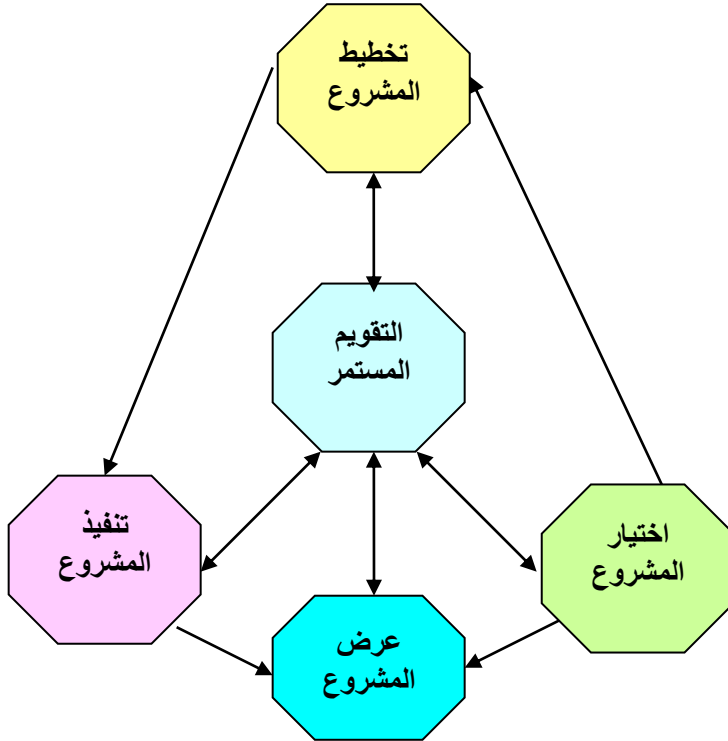 تخطيط
المشروع
التقويم
المستمر
اختيار
المشروع
تنفيذ
المشروع
عرض
المشروع